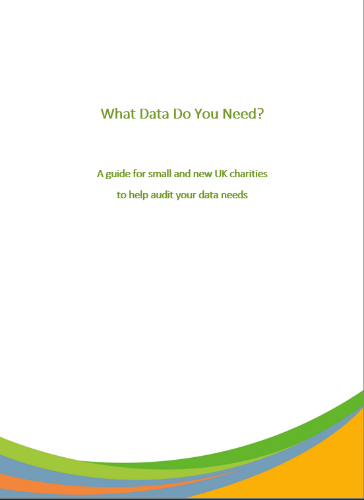 What Data Do You Need?
A guide for small and new UK charities
to help audit your data needs